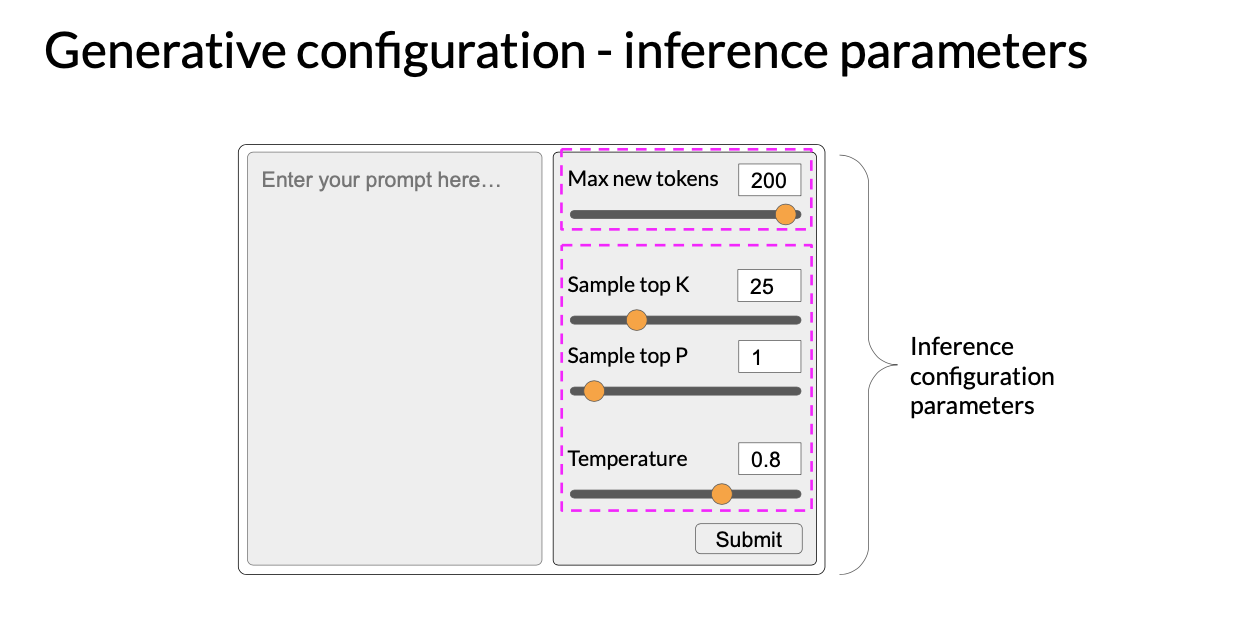 Generative configuration - inference parameters
Enter your prompt here…
Max new tokens 200
Sample top K 25
Sample top P 1
Temperature 0.8
Submit
Inference
configuration
parameters